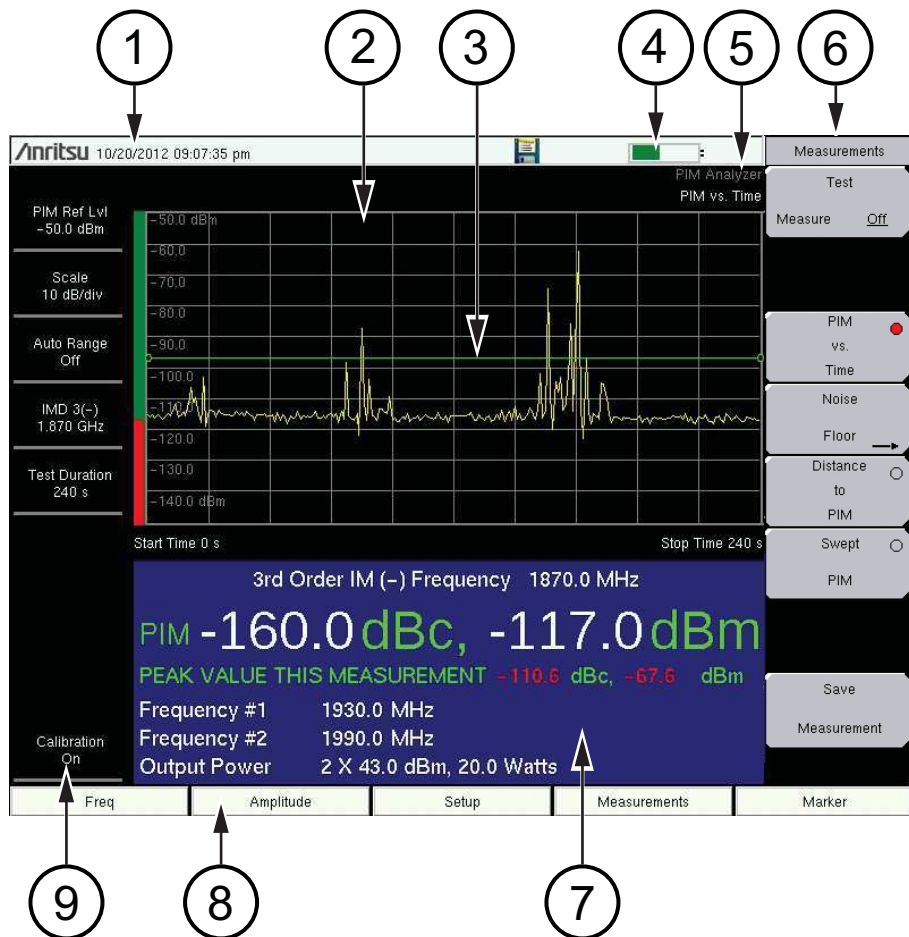 1 2 3 4 5 6
Anritsu 10/20/2012 09:07:35 pm
Measurements
PIM Analyzer
PIM vs. Time
Test
Measure Off
PIM Ref Lvl
-50.0 dBm
-50.0 dBm
-60.0
Scale
10 dB/div
-70.0
-80.0
Auto Range
Off
-90.0
-100.0
PIM
vs.
Time
IMD 3(-)
1.870 GHz
-110.0
-120.0
Noise
Floor
Test Duration
240 s
-130.0
-140.0 dBm
Distance
to
PIM
Start Time 0 s
Stop Time 240 s
Swept
PIM
3rd Order IM (-) Frequency 1870.0 MHz
PIM -160.0 dBc, -117.0 dBm
PEAK VALUE THIS MEASUREMENT -110.6 dBc, -67.6 dBm
Frequency #1 1930.0 MHz
Frequency #2 1990.0 MHz
Output Power 2 X 43.0 dBm, 20.0 Watts
Save
Measurement
Calibration
On
Freq Amplitude Setup Measurements Marker
9 8 7